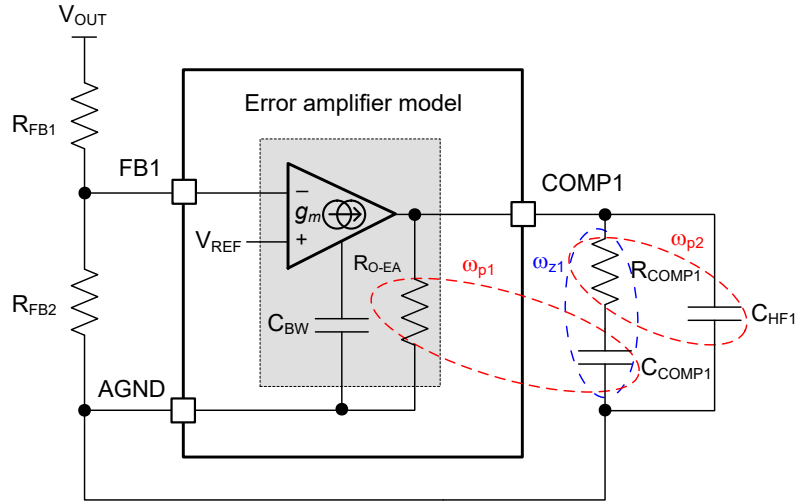 VOUT
Error amplifier model
RFB1
FB1
COMP1
−
gm
+
VREF
RO-EA
ωp1
ωz1
ωp2
RCOMP1
RFB2
CBW
CHF1
CCOMP1
AGND